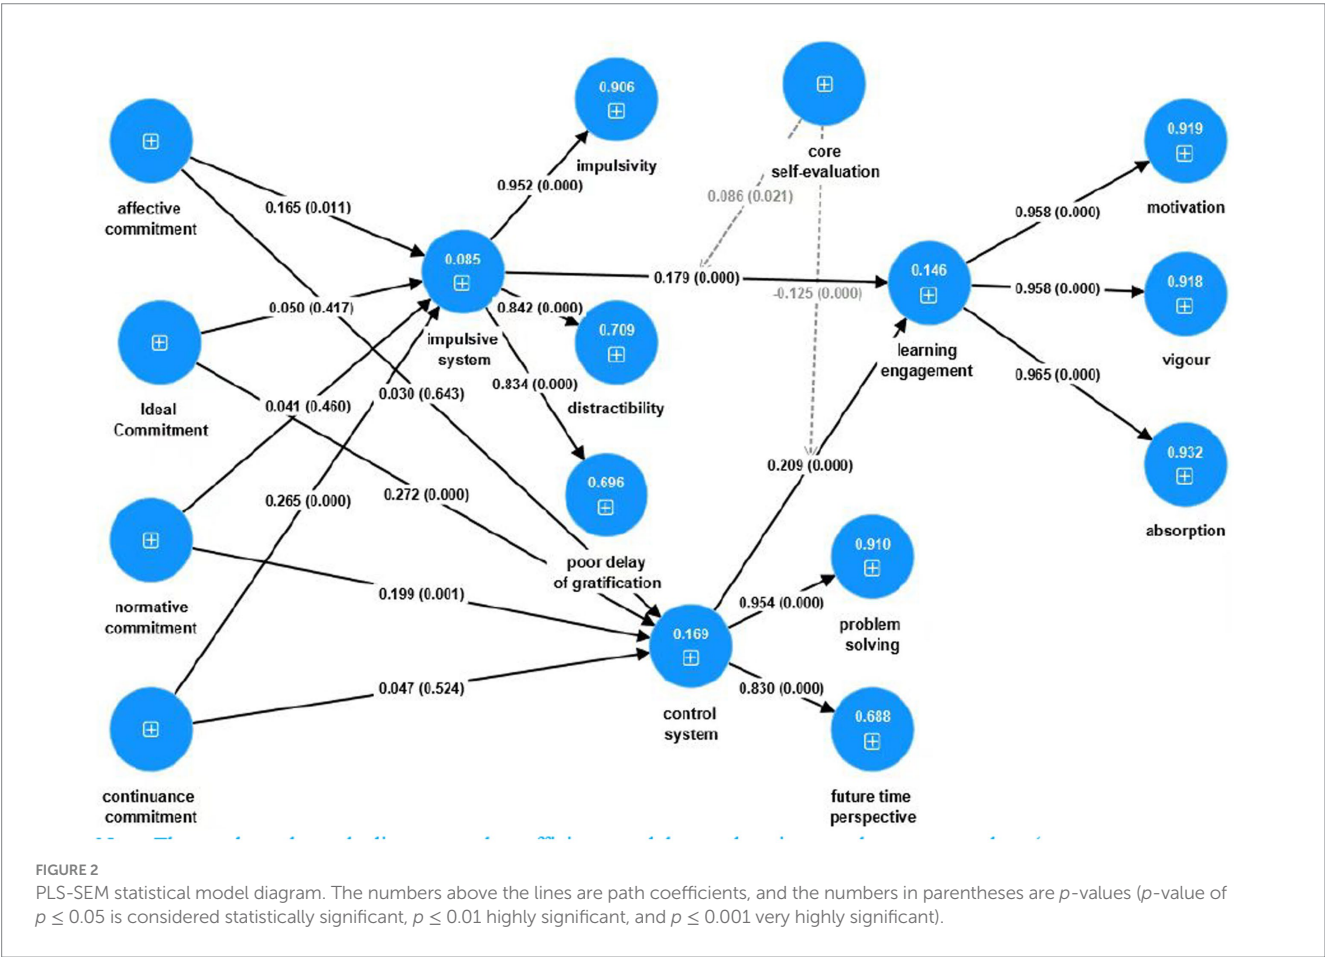 0.906
impulsivity
core
self-evaluation
0.919
motivation
affective
commitment
0.165 (0.011)
0.952 (0.000)
0.086 (0.021)
0.958 (0.000)
0.085
impulsive
system
0.179 (0.000)
-0.125 (0.000)
0.146
learning
engagement
0.958 (0.000)
0.918
vigour
0.050 (0.417)
0.842 (0.000)
0.709
distractibility
Ideal
Commitment
0.041 (0.460)
0.030 (0.643)
0.834 (0.000)
0.965 (0.000)
0.932
absorption
0.265 (0.000)
0.272 (0.000)
0.696
poor delay
of gratification
0.209 (0.000)
normative
commitment
0.199 (0.001)
0.910
problem
solving
0.954 (0.000)
0.169
control
system
0.047 (0.524)
0.830 (0.000)
0.688
future time
perspective
continuance
commitment
FIGURE 2
PLS-SEM statistical model diagram. The numbers above the lines are path coefficients, and the numbers in parentheses are p-values (p-value of
p ≤ 0.05 is considered statistically significant, p ≤ 0.01 highly significant, and p ≤ 0.001 very highly significant).